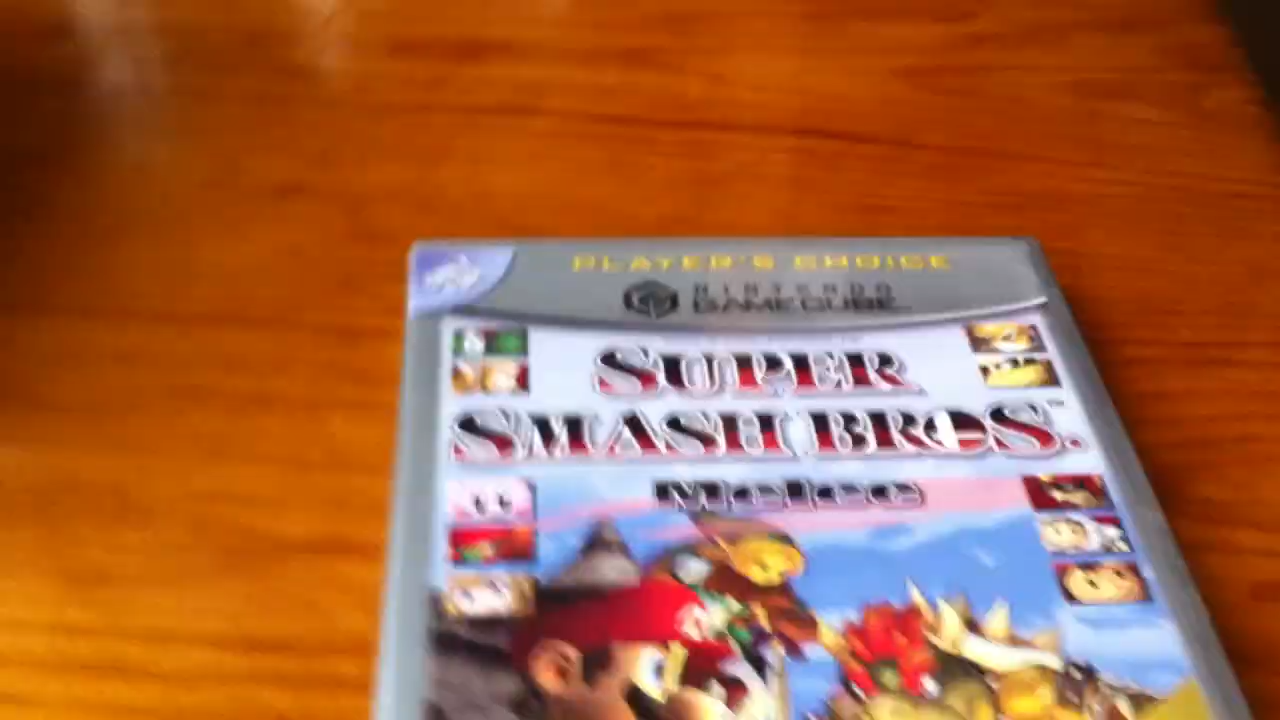 PLAYER'S CHOICE
NINTENDO
GAMECUBE
SUPER
SMASH BROS.
Melee